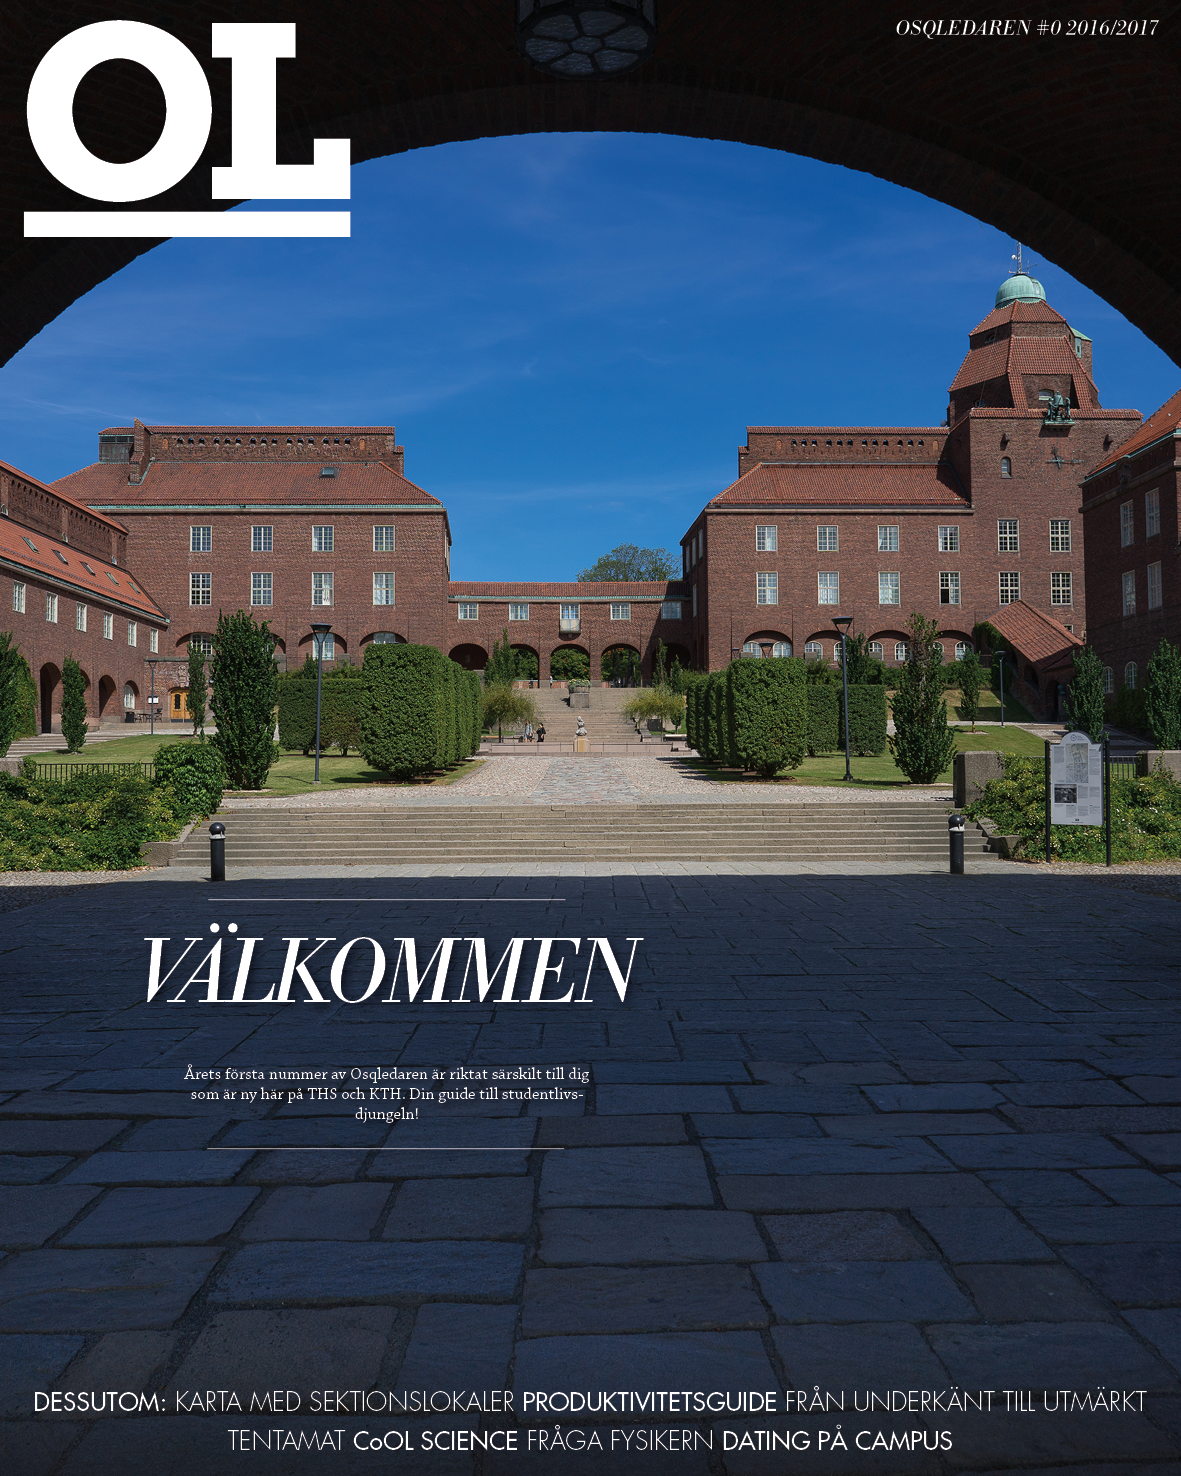 OL
OSQLEDAREN #0 2016/2017
VÄLKOMMEN
Årets första nummer av Osqledaren är riktat särskilt till dig
som är ny här på THS och KTH. Din guide till studentlivs-
djungeln!
DESSUTOM: KARTA MED SEKTIONSLOKALER PRODUKTIVITETSGUIDE FRÅN UNDERKÄNT TILL UTMÄRKT
TENTAMAT CoOL SCIENCE FRÅGA FYSIKERN DATING PÅ CAMPUS